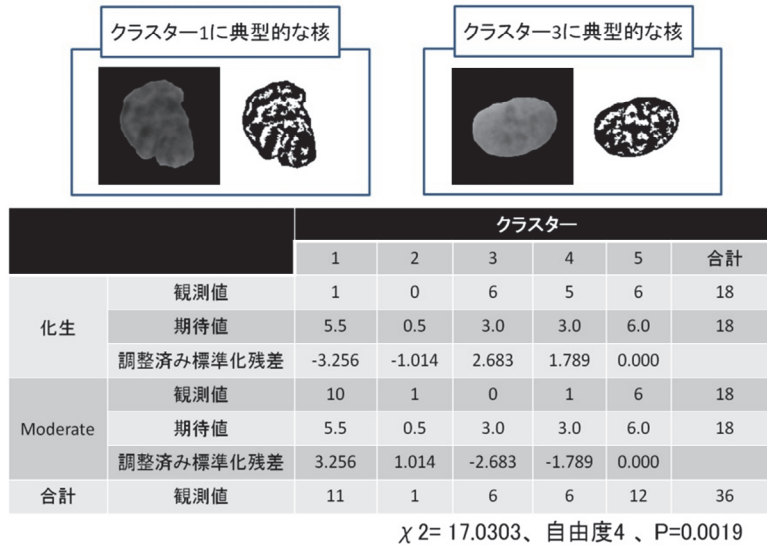 クラスター1に典型的な核
クラスター3に典型的な核
クラスター
1 2 3 4 5 合計
化生 観測値 1 0 6 5 6 18
期待値 5.5 0.5 3.0 3.0 6.0 18
調整済み標準化残差 -3.256 -1.014 2.683 1.789 0.000
Moderate 観測値 10 1 0 1 6 18
期待値 5.5 0.5 3.0 3.0 6.0 18
調整済み標準化残差 3.256 1.014 -2.683 -1.789 0.000
合計 観測値 11 1 6 6 12 36
χ2= 17.0303、自由度4 、P=0.0019